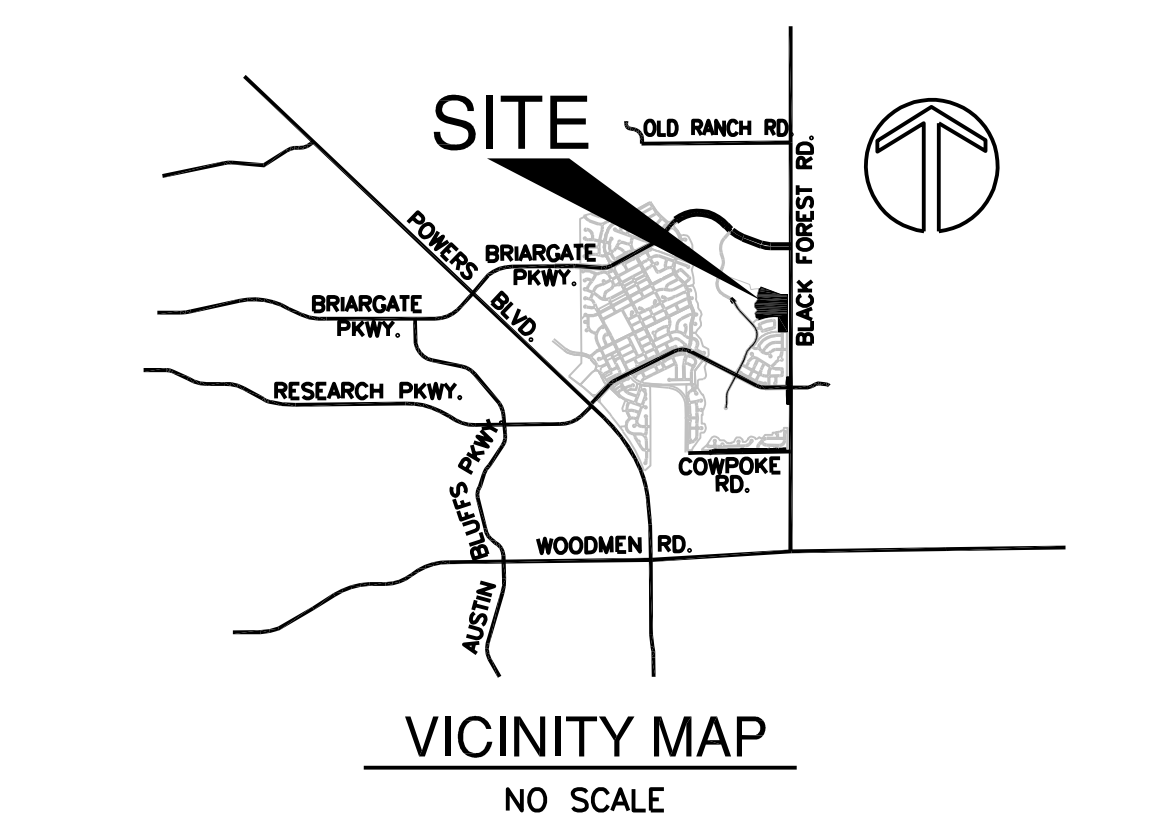 SITE
OLD RANCH RD.
BLACK FOREST RD.
POWERS BLVD.
BRIARGATE
PKWY.
BRIARGATE
PKWY.
RESEARCH PKWY.
AUSTIN BLUFFS PKWY.
COWPOKE
RD.
WOODMEN RD.
VICINITY MAP
NO SCALE